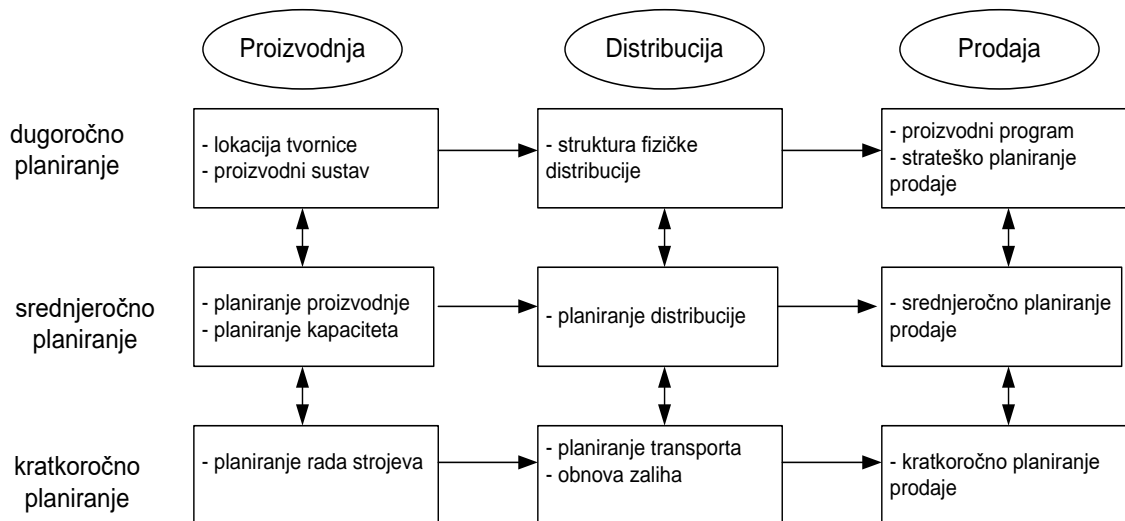 Proizvodnja
Distribucija
Prodaja
dugoročno
planiranje
- lokacija tvornice
- proizvodni sustav
- struktura fizičke
distribucije
- proizvodni program
- strateško planiranje
prodaje
srednjeročno
planiranje
- planiranje proizvodnje
- planiranje kapaciteta
- planiranje distribucije
- srednjeročno planiranje
prodaje
kratkoročno
planiranje
- planiranje rada strojeva
- planiranje transporta
- obnova zaliha
- kratkoročno planiranje
prodaje